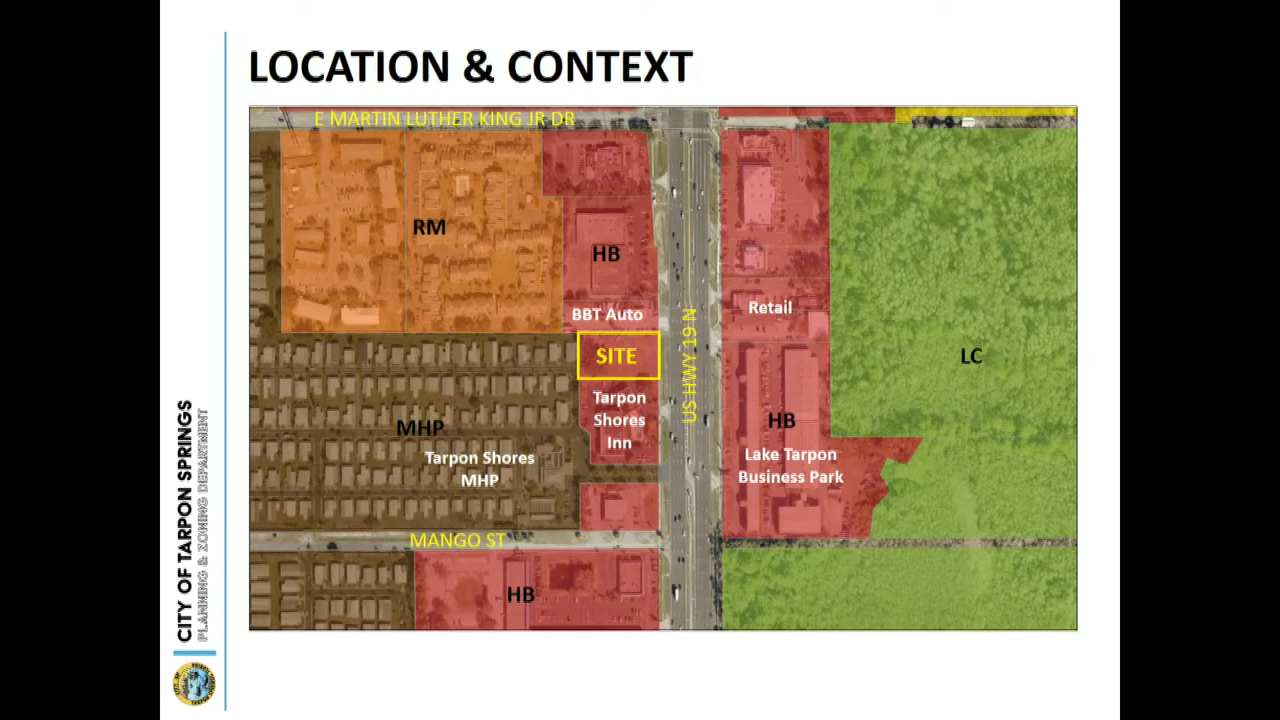 LOCATION & CONTEXT
E MARTIN LUTHER KING JR DR
RM
HB
BBT Auto
SITE
Tarpon
Shores
Inn
US HWY 19 N
Retail
LC
HB
Lake Tarpon
Business Park
MHP
Tarpon Shores
MHP
MANGO ST
HB
CITY OF TARPON SPRINGS
PLANNING & ZONING DEPARTMENT